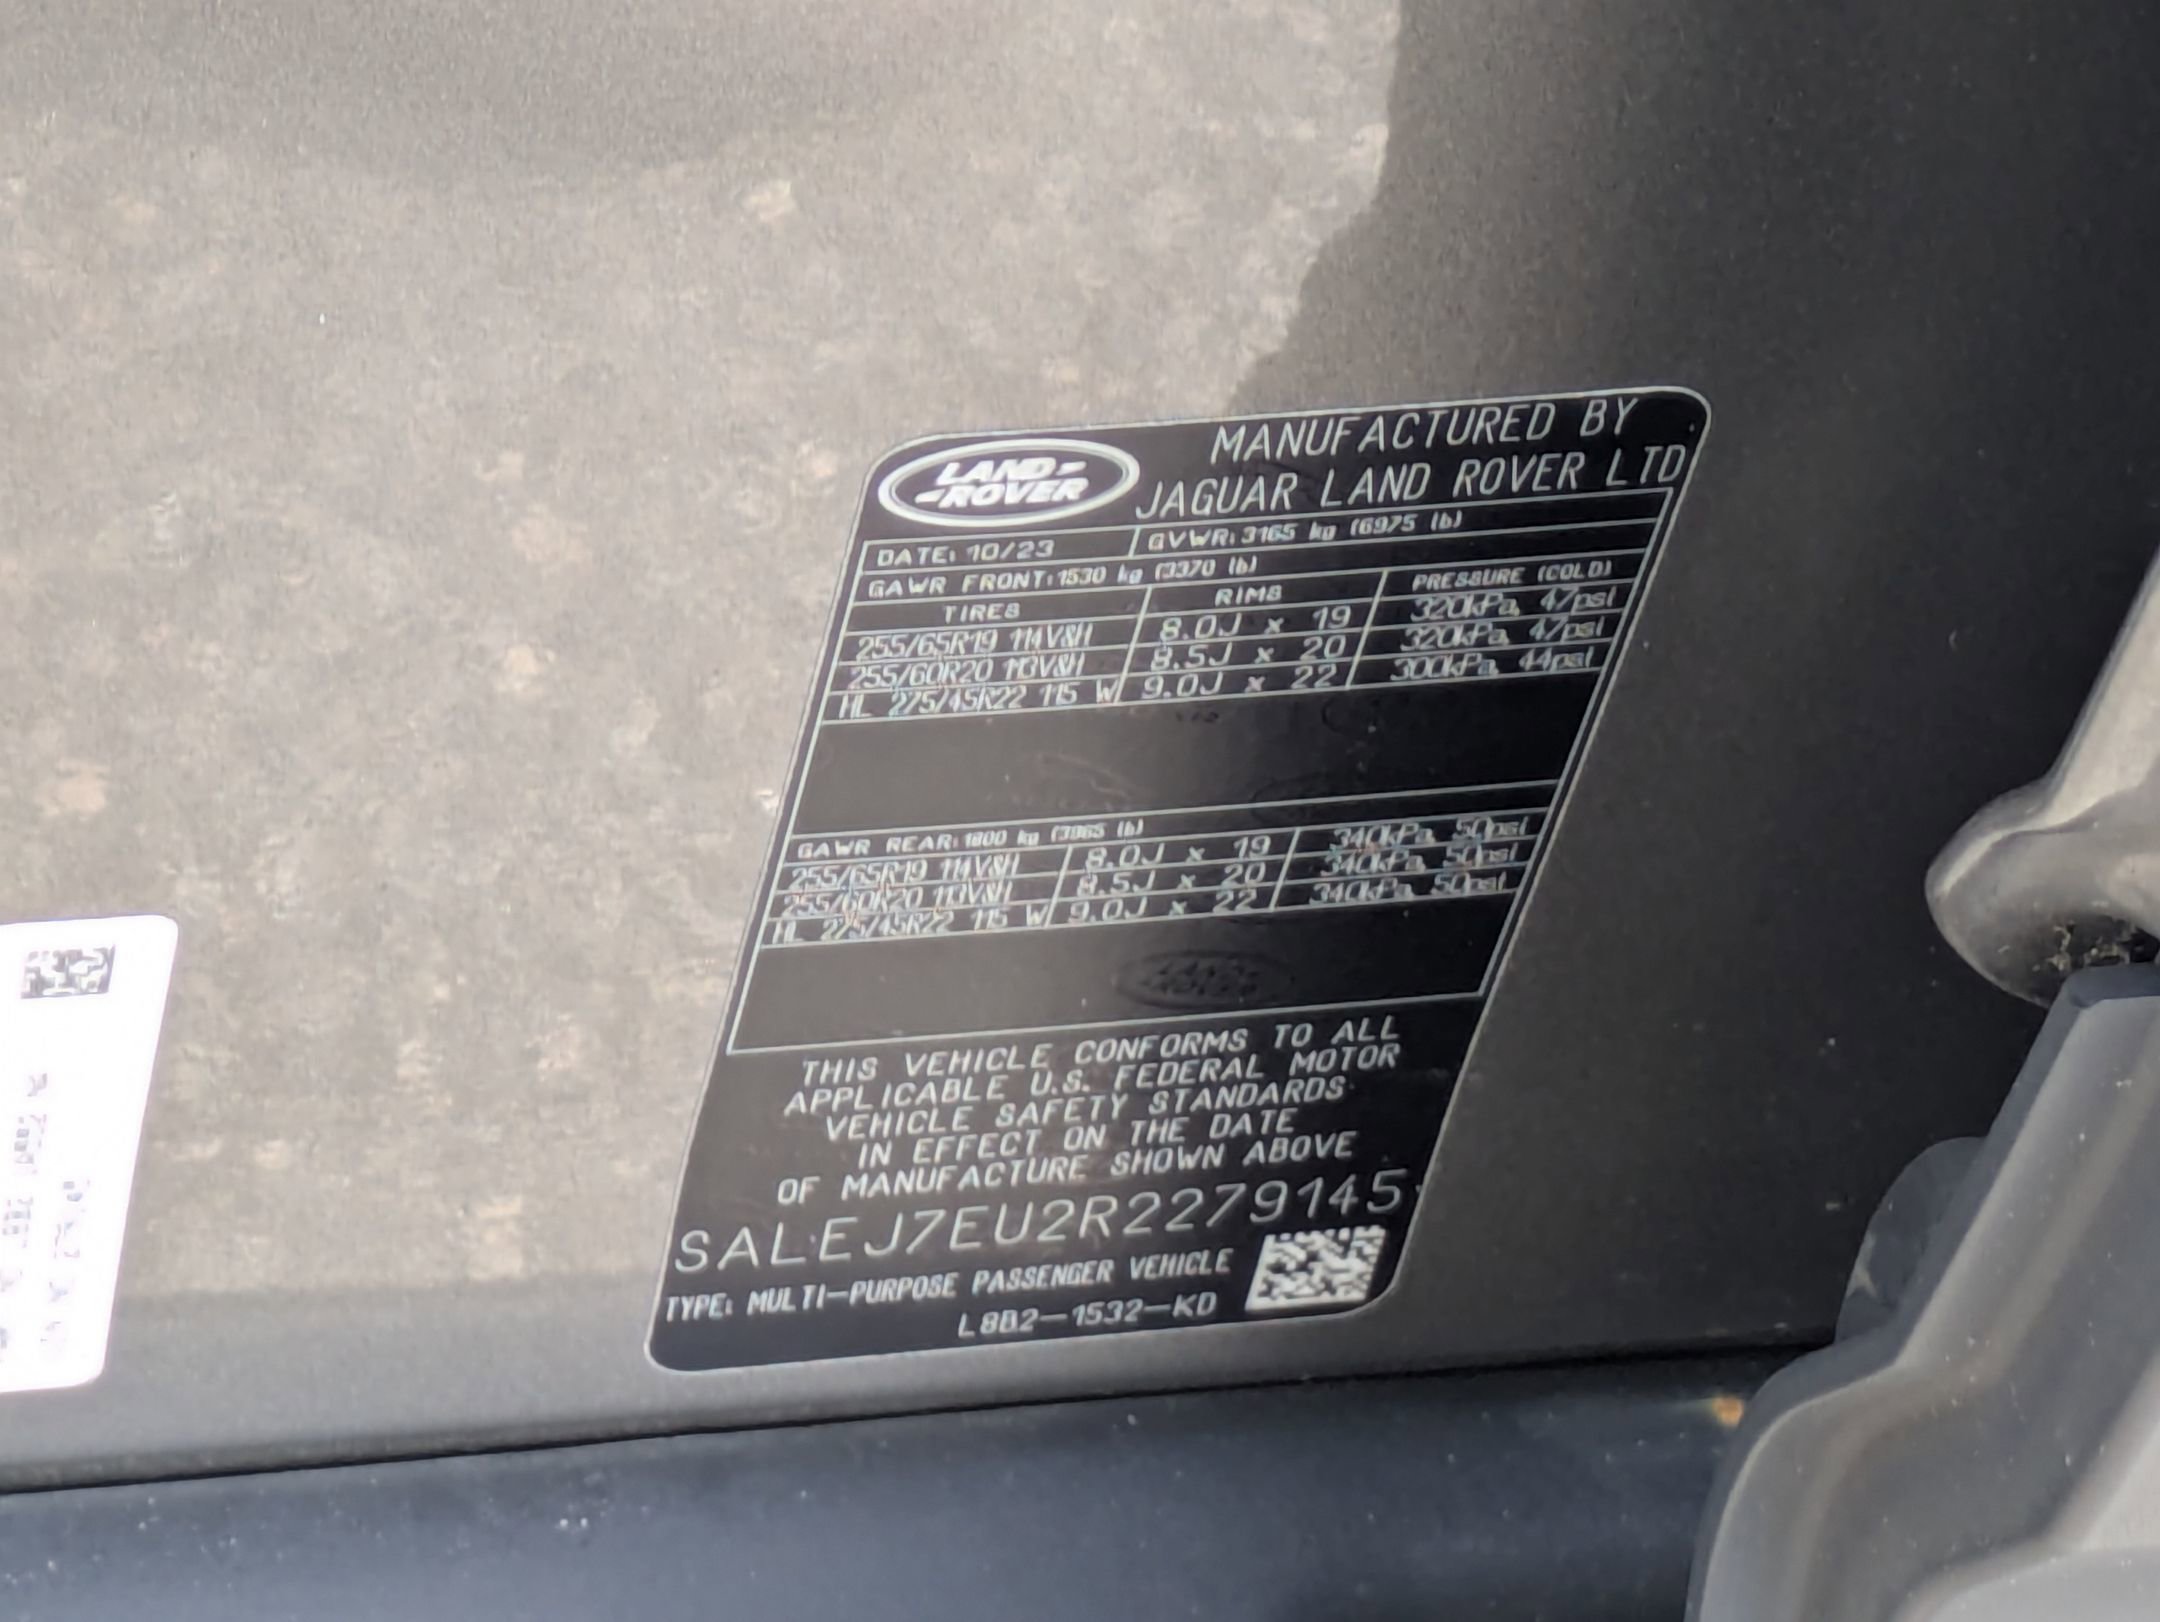 LAND-
-ROVER
MANUFACTURED BY
JAGUAR LAND ROVER LTD
DATE: 10/23 GVWR: 3165 kg (6975 lb)
GAWR FRONT: 1530 kg (3370 lb)
TIRES RIMS PRESSURE (COLD)
255/65R19 114V&H 8.0J x 19 320kPa, 47psi
255/60R20 113V&H 8.5J x 20 320kPa, 47psi
HL 275/45R22 115 W 9.0J x 22 300kPa, 44psi
GAWR REAR: 1800 kg (3965 lb)
255/65R19 114V&H 8.0J x 19 340kPa, 50psi
255/60R20 113V&H 8.5J x 20 340kPa, 50psi
HL 275/45R22 115 W 9.0J x 22 340kPa, 50psi
THIS VEHICLE CONFORMS TO ALL
APPLICABLE U.S. FEDERAL MOTOR
VEHICLE SAFETY STANDARDS
IN EFFECT ON THE DATE
OF MANUFACTURE SHOWN ABOVE
SALEJ7EU2R2279145
TYPE: MULTI-PURPOSE PASSENGER VEHICLE
L8B2-1532-KD